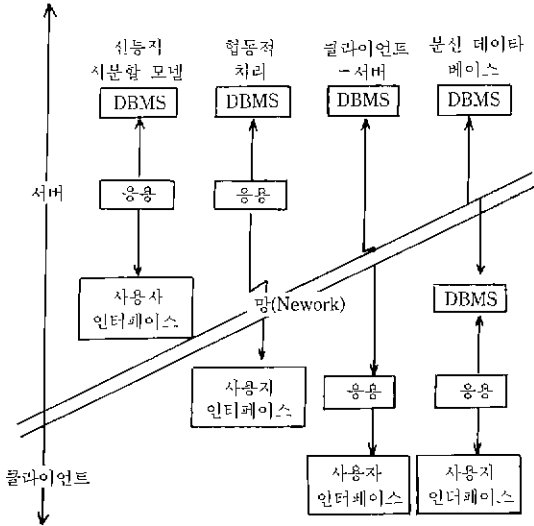 신등직
시분할 모델
협동적
처리
클라이언트
-서버
분산 데이타
베이스
DBMS
DBMS
DBMS
DBMS
서버
응용
응용
사용자
인터페이스
망(Nework)
DBMS
사용자
인터페이스
응용
응용
클라이언트
사용자
인터페이스
사용자
인터페이스